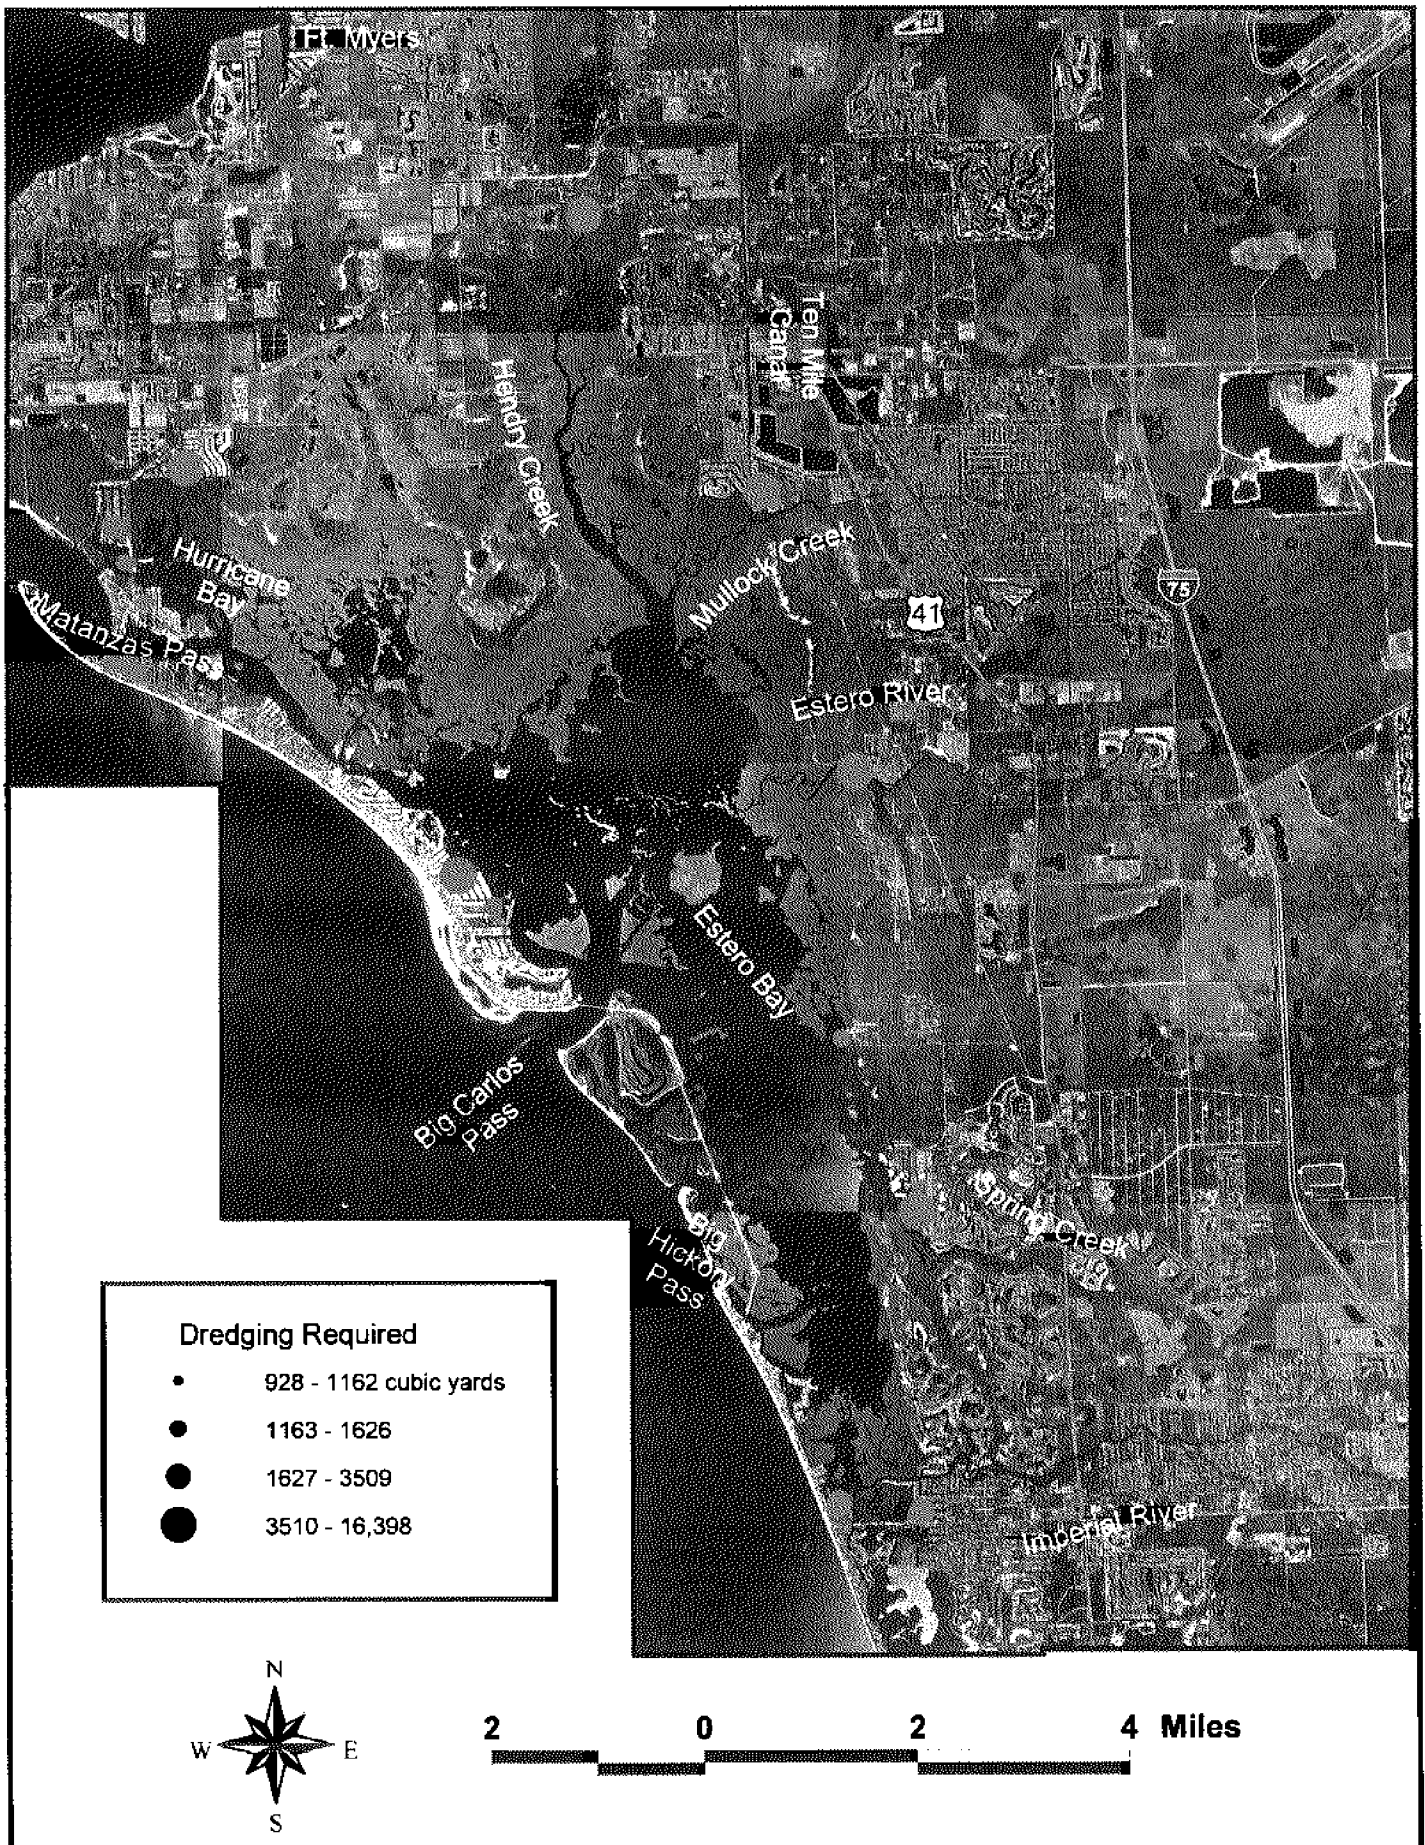 Ft. Myers
Ten Mile
Canal
Hendry Creek
Mullock Creek
Hurricane
Bay
Matanzas Pass
41
75
Estero River
Estero Bay
Big Carlos
Pass
Spring Creek
Big
Hickory
Pass
Imperial River
Dredging Required
928 - 1162 cubic yards
1163 - 1626
1627 - 3509
3510 - 16,398
N
W E
S
2 0 2 4 Miles